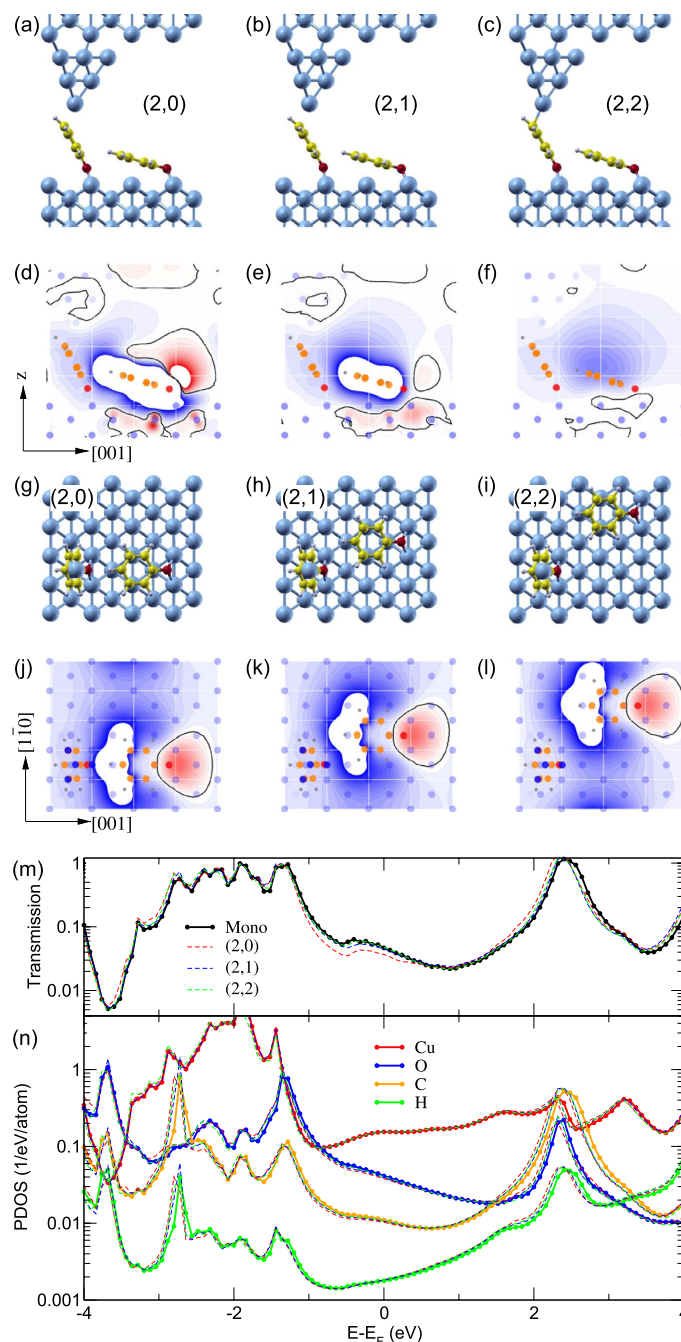 (a) (b) (c)
(2,0) (2,1) (2,2)
(d) (e) (f)
z
[001]
(g) (2,0) (h) (2,1) (i) (2,2)
(j) (k) (l)
[11̅0]
[001]
(m)
1
0.1
0.01
Transmission
Mono
(2,0)
(2,1)
(2,2)
(n)
1
0.1
0.01
0.001
PDOS (1/eV/atom)
Cu
O
C
H
-4 -2 0 2 4
E-E_F (eV)